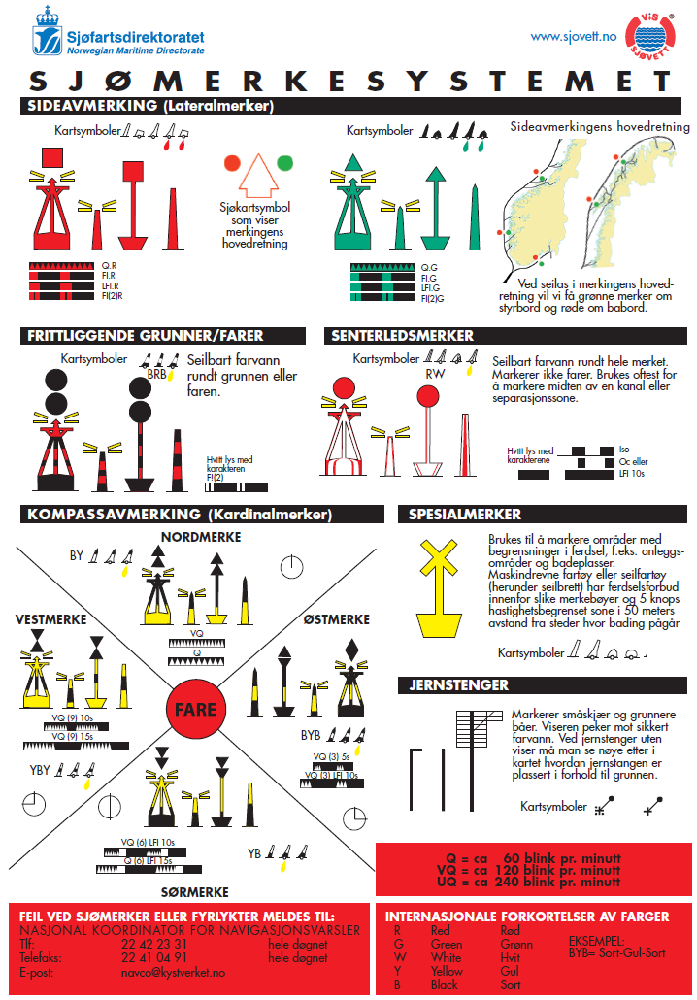 Sjøfartsdirektoratet
Norwegian Maritime Directorate
www.sjovett.no
VIS
SJØVETT
®
SJØMERKESYSTEMET
SIDEAVMERKING (Lateralmerker)
Kartsymboler
Sjøkartsymbol
som viser
merkingens
hovedretning
Q.R
Fl.R
LFl.R
Fl(2)R
Kartsymboler
Q.G
Fl.G
LFl.G
Fl(2)G
Sideavmerkingens hovedretning
Ved seilas i merkingens hoved-
retning vil vi få grønne merker om
styrbord og røde om babord.
FRITTLIGGENDE GRUNNER/FARER
Kartsymboler
BRB
Seilbart farvann
rundt grunnen eller
faren.
Hvitt lys med
karakteren
F!(2)
SENTERLEDSMERKER
Kartsymboler
RW
Seilbart farvann rundt hele merket.
Markerer ikke farer. Brukes oftest for
å markere midten av en kanal eller
separasjonssone.
Hvitt lys med
karakterene
Iso
Oc eller
LFl 10s
KOMPASSAVMERKING (Kardinalmerker)
NORDMERKE
BY
VQ
Q
VESTMERKE
VQ (9) 10s
VQ (9) 15s
YBY
FARE
ØSTMERKE
BYB
VQ (3) 5s
VQ (3) LFl 10s
VQ (6) LFl 10s
Q (6) LFl 15s
YB
SØRMERKE
SPESIALMERKER
Brukes til å markere områder med
begrensninger i ferdsel, f.eks. anleggs-
områder og badeplasser.
Maskindrevne fartøy eller seilfartøy
(herunder seilbrett) har ferdselsforbud
innenfor slike merkebøyer og 5 knops
hastighetsbegrenset sone i 50 meters
avstand fra steder hvor bading pågår
Kartsymboler
JERNSTENGER
Markerer småskjær og grunnere
båer. Viseren peker mot sikkert
farvann. Ved jernstenger uten
viser må man se nøye etter i
kartet hvordan jernstangen er
plassert i forhold til grunnen.
Kartsymboler
Q = ca 60 blink pr. minutt
VQ = ca 120 blink pr. minutt
UQ = ca 240 blink pr. minutt
FEIL VED SJØMERKER ELLER FYRLYKTER MELDES TIL:
NASJONAL KOORDINATOR FOR NAVIGASJONSVARSLER
Tlf: 22 42 23 31 hele døgnet
Telefaks: 22 41 04 91 hele døgnet
E-post: navco@kystverket.no
INTERNASJONALE FORKORTELSER AV FARGER
R Red Rød
G Green Grønn
W White Hvit
Y Yellow Gul
B Black Sort
EKSEMPEL:
BYB= Sort-Gul-Sort